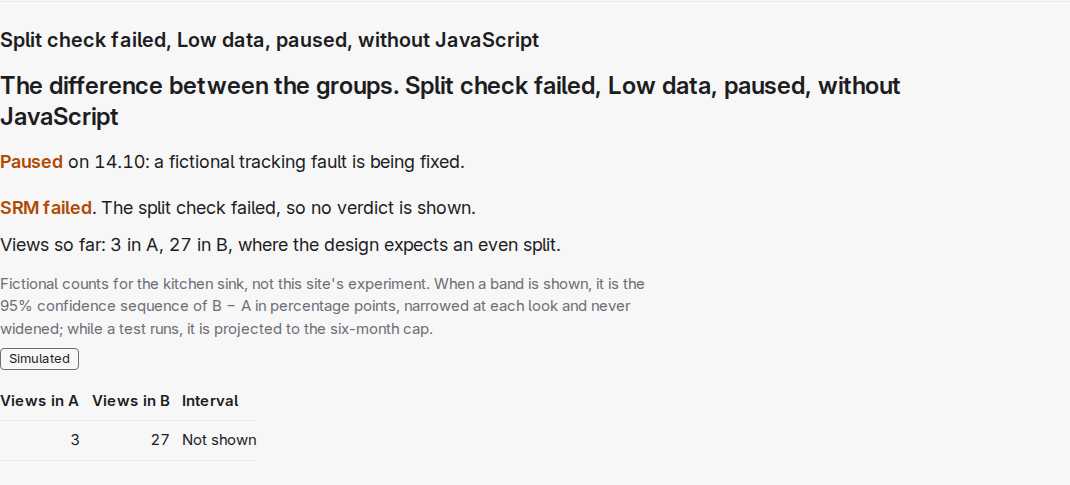 Split check failed, Low data, paused, without JavaScript
The difference between the groups. Split check failed, Low data, paused, without
JavaScript
Paused on 14.10: a fictional tracking fault is being fixed.
SRM failed. The split check failed, so no verdict is shown.
Views so far: 3 in A, 27 in B, where the design expects an even split.
Fictional counts for the kitchen sink, not this site's experiment. When a band is shown, it is the
95% confidence sequence of B − A in percentage points, narrowed at each look and never
widened; while a test runs, it is projected to the six-month cap.
Simulated
Views in A Views in B Interval
3 27 Not shown